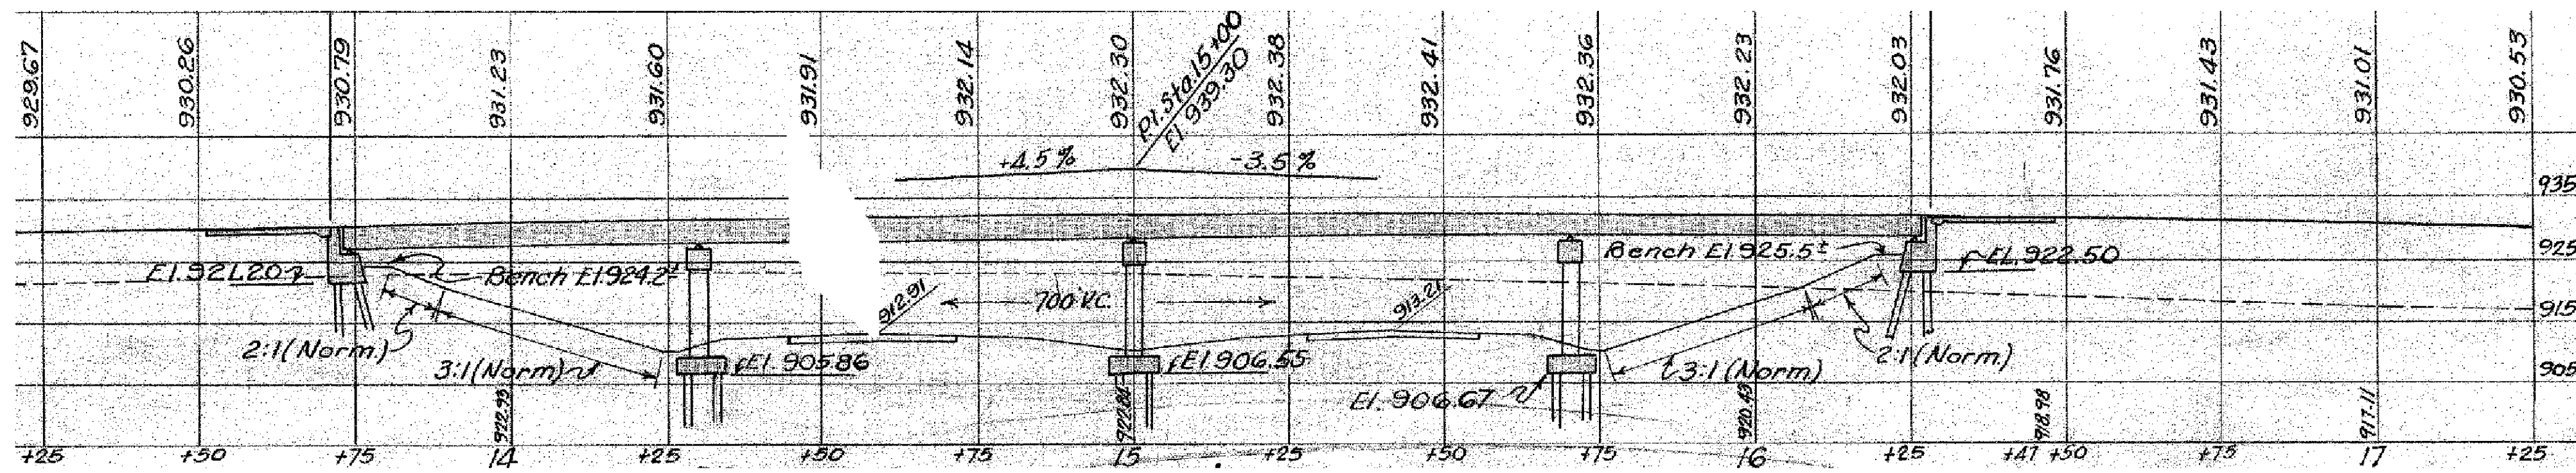 929.67 930.26 930.79 931.23 931.60 931.91 932.14 932.30 932.38 932.41 932.36 932.23 932.03 931.76 931.43 931.01 930.53
P.I. Sta. 15+00
El. 939.30
+4.5% -3.5%
935
925
915
905
El. 921.20
Bench El. 924.2±
912.91
700' V.C.
913.21
Bench El. 925.5±
El. 922.50
2:1 (Norm.)
3:1 (Norm)
El. 905.86
El. 906.55
El. 906.67
3:1 (Norm)
2:1 (Norm)
922.93 920.49 918.98 917.11
+25 +50 +75 14 +25 +50 +75 15 +25 +50 +75 16 +25 +47 +50 +75 17 +25